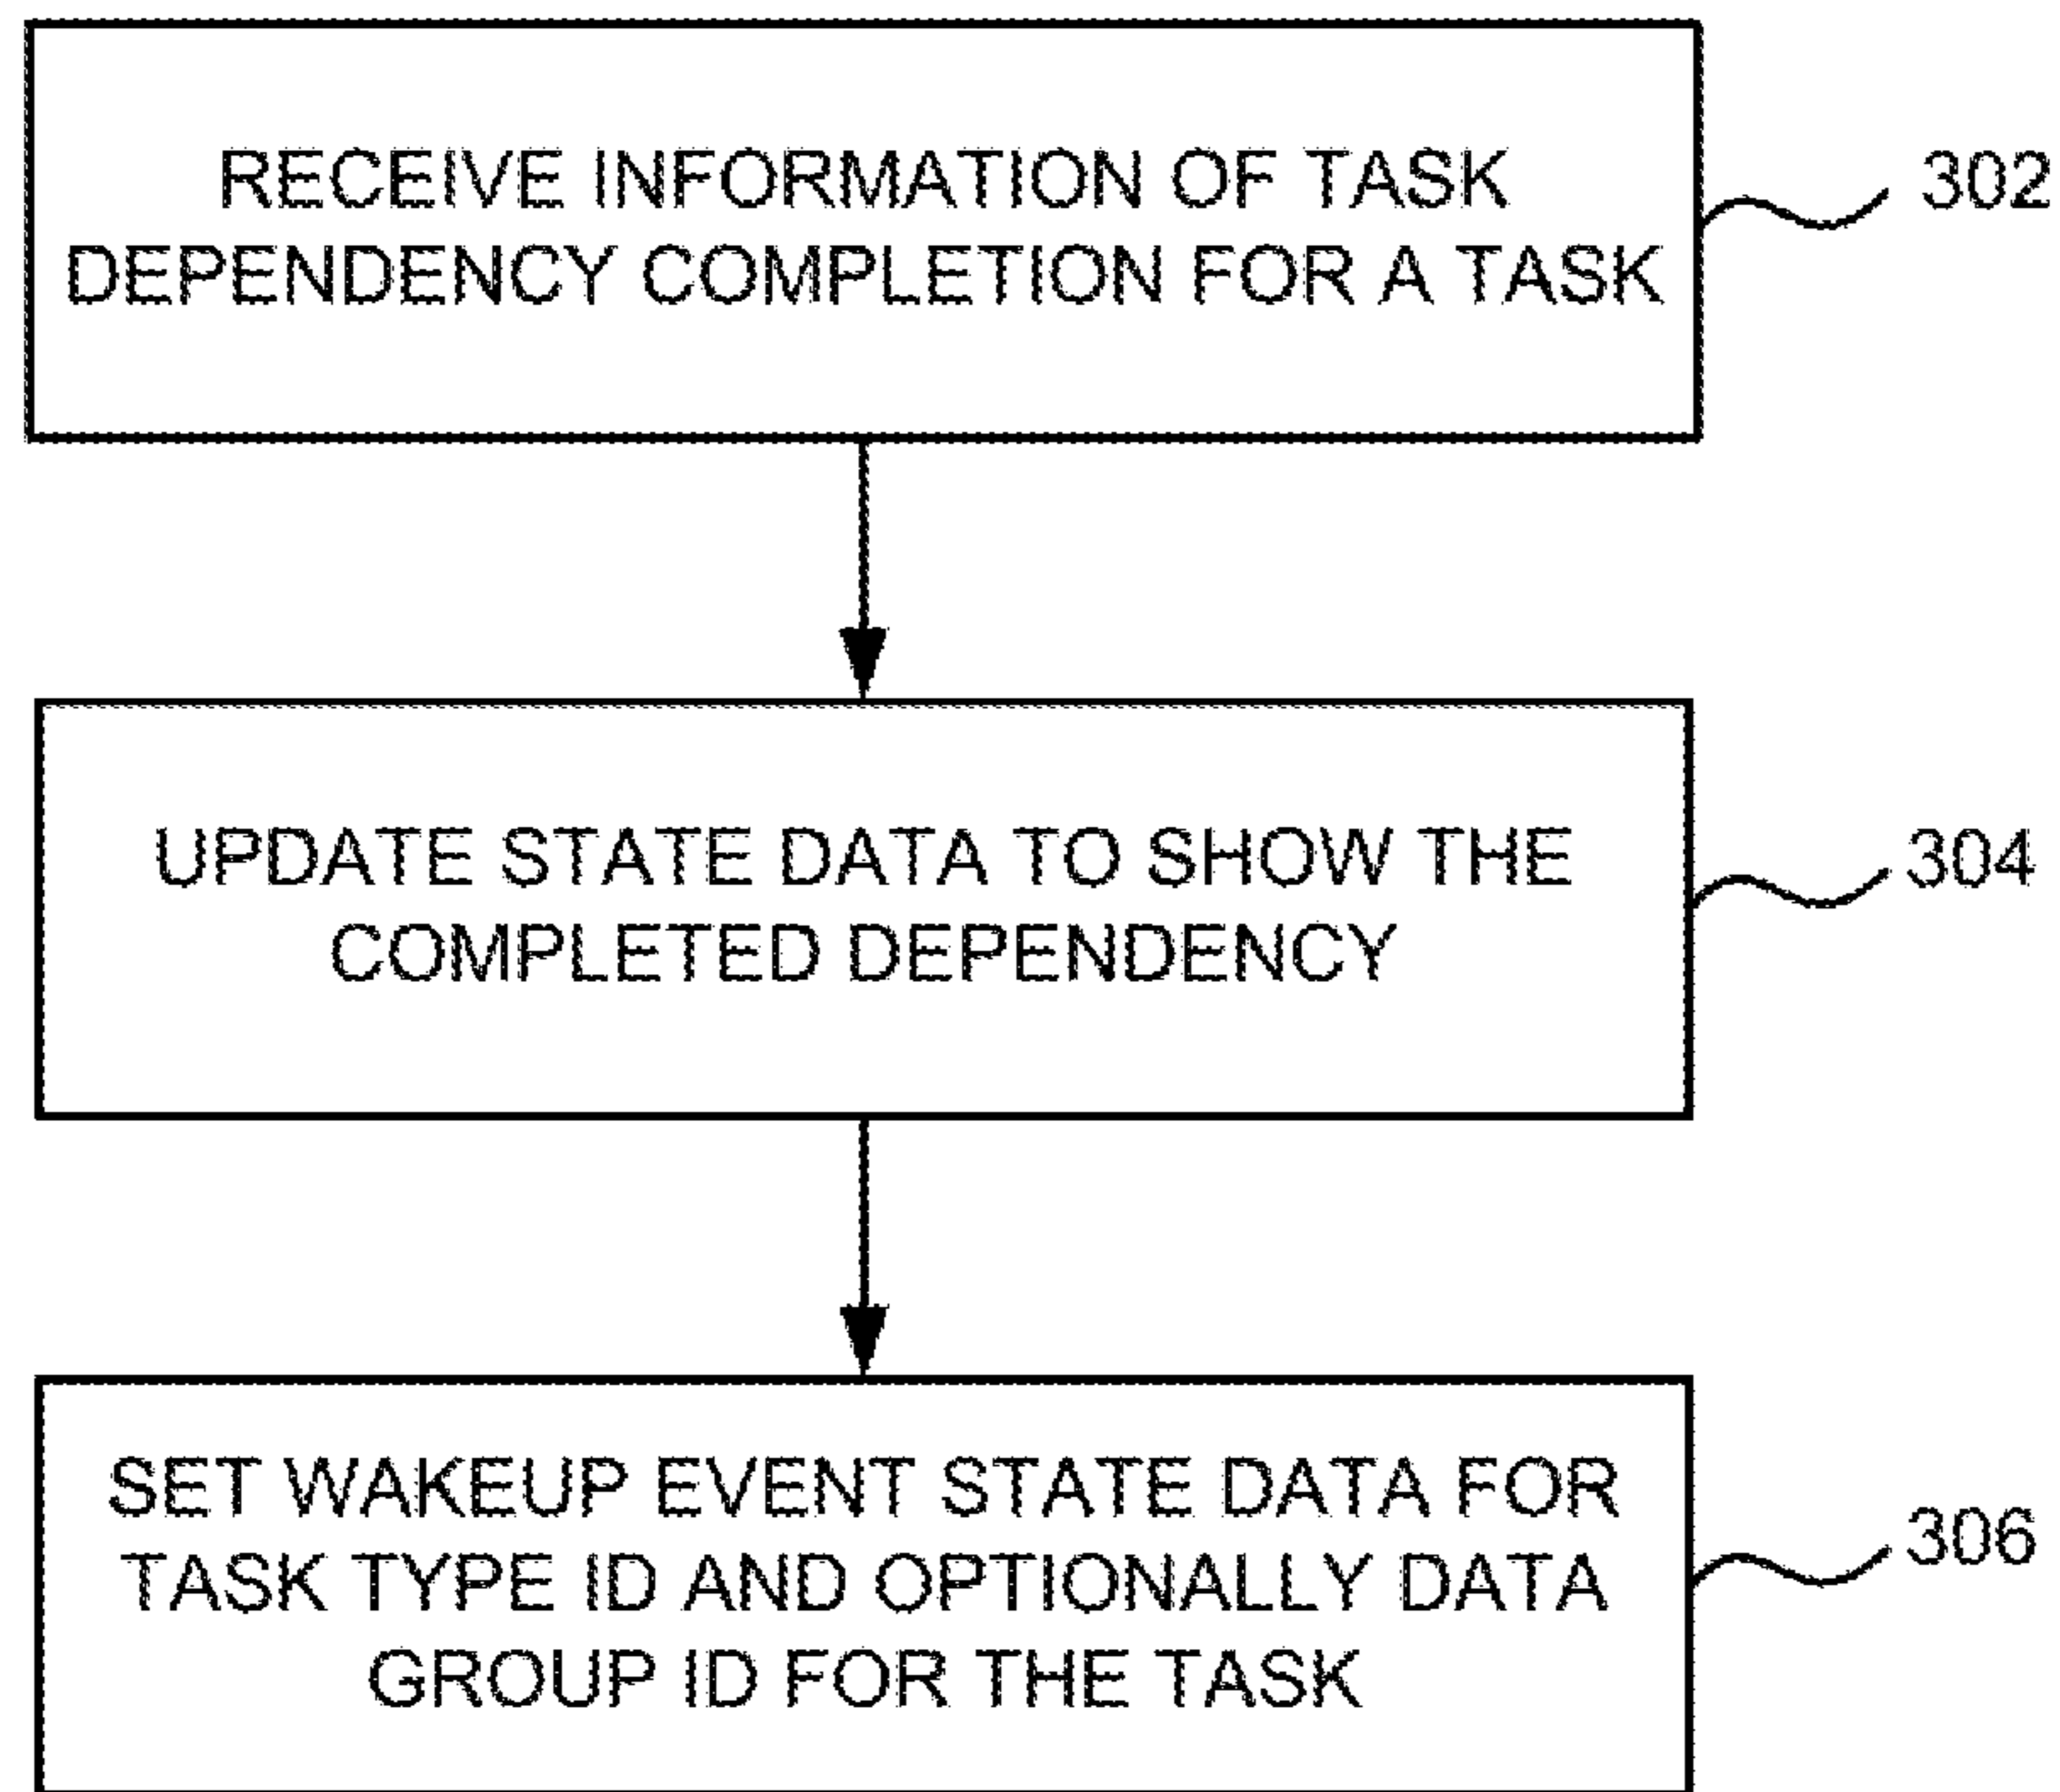 RECEIVE INFORMATION OF TASK
DEPENDENCY COMPLETION FOR A TASK
302
UPDATE STATE DATA TO SHOW THE
COMPLETED DEPENDENCY
304
SET WAKEUP EVENT STATE DATA FOR
TASK TYPE ID AND OPTIONALLY DATA
GROUP ID FOR THE TASK
306